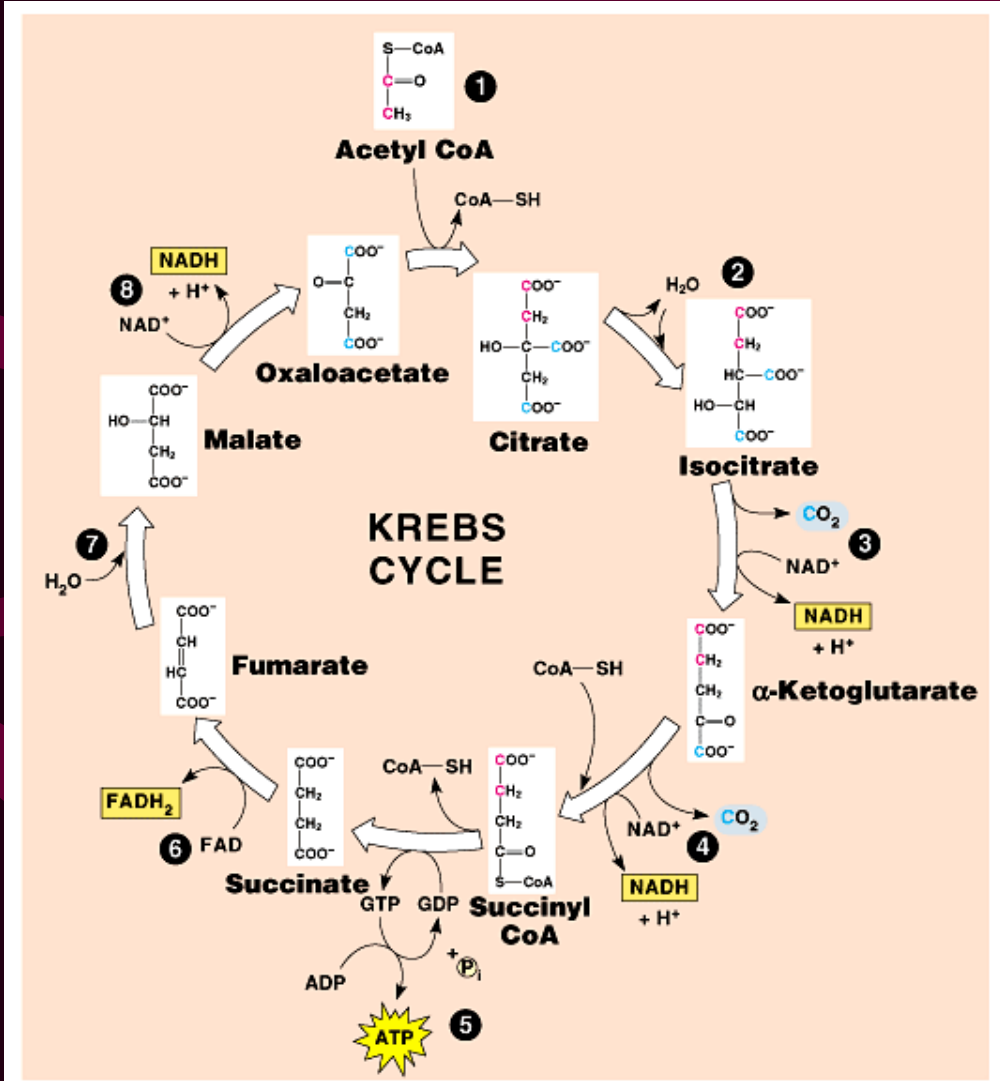 S—CoA
C=O
CH₃
1
Acetyl CoA
CoA—SH
COO⁻
O—C
CH₂
COO⁻
Oxaloacetate
COO⁻
CH₂
HO—C—COO⁻
CH₂
COO⁻
Citrate
2
H₂O
COO⁻
CH₂
HC—COO⁻
HO—CH
COO⁻
Isocitrate
CO₂
3
NAD⁺
NADH
+ H⁺
COO⁻
CH₂
CH₂
C—O
COO⁻
α-Ketoglutarate
CoA—SH
CO₂
NAD⁺
4
NADH
+ H⁺
COO⁻
CH₂
CH₂
C=O
S—CoA
Succinyl
CoA
CoA—SH
GTP
GDP
+ Pi
ADP
ATP
5
COO⁻
CH₂
CH₂
COO⁻
Succinate
FADH₂
6
FAD
COO⁻
CH
HC
COO⁻
Fumarate
7
H₂O
COO⁻
HO—CH
CH₂
COO⁻
Malate
8
NADH
+ H⁺
NAD⁺
KREBS
CYCLE